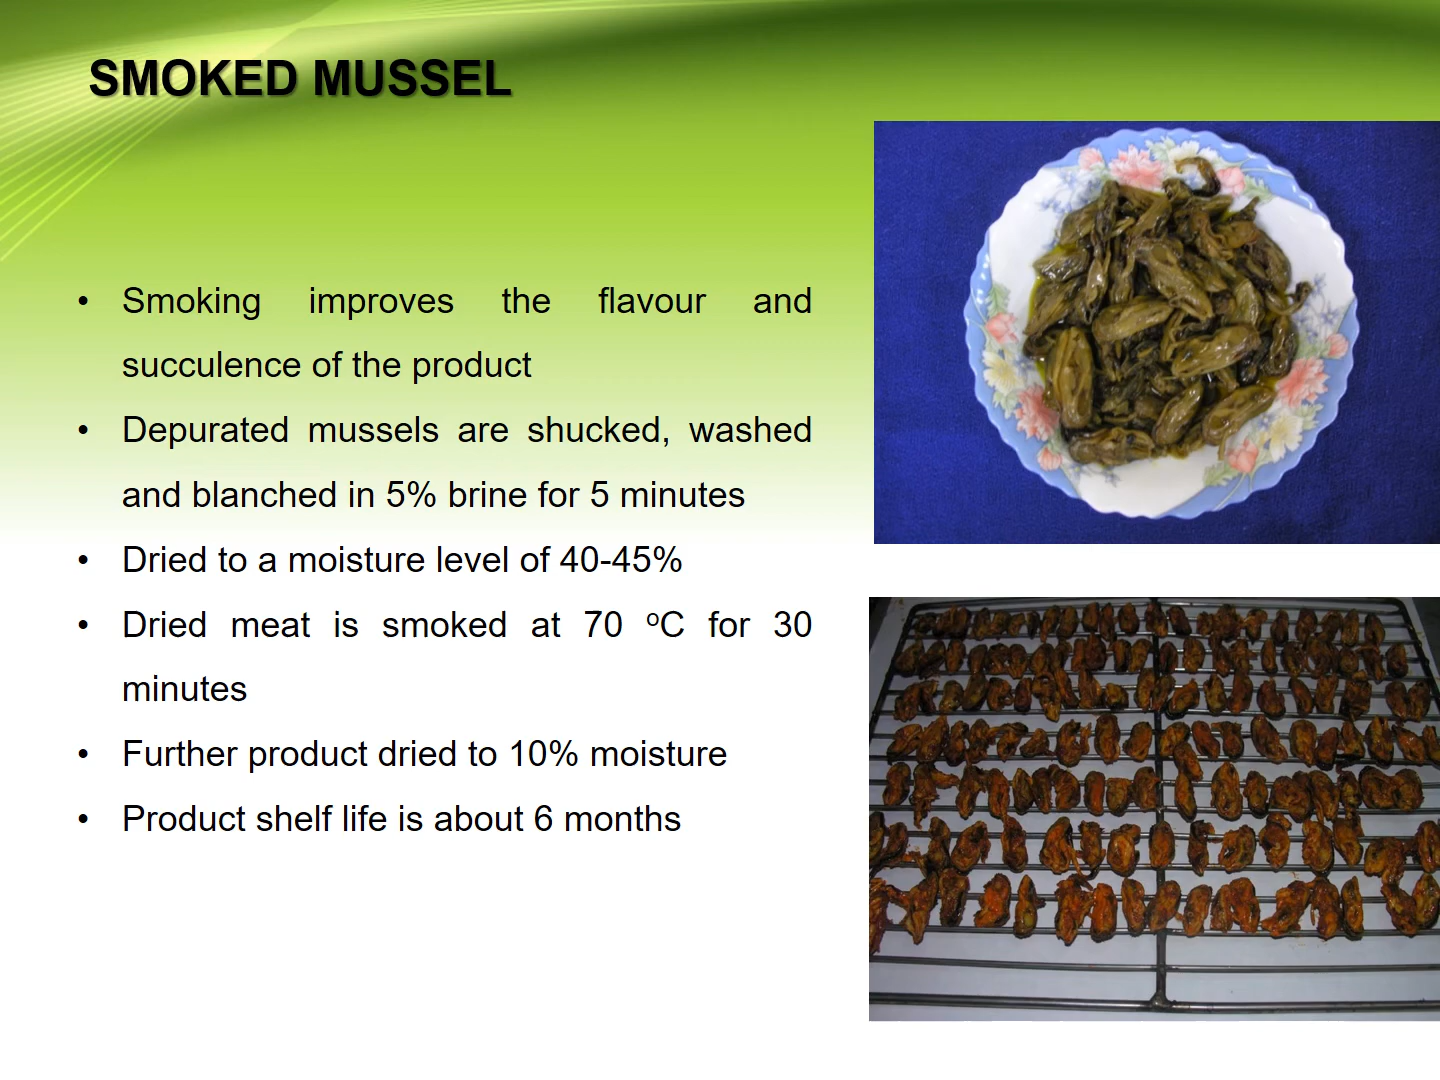 SMOKED MUSSEL
• Smoking improves the flavour and
succulence of the product
• Depurated mussels are shucked, washed
and blanched in 5% brine for 5 minutes
• Dried to a moisture level of 40-45%
• Dried meat is smoked at 70 ºC for 30
minutes
• Further product dried to 10% moisture
• Product shelf life is about 6 months